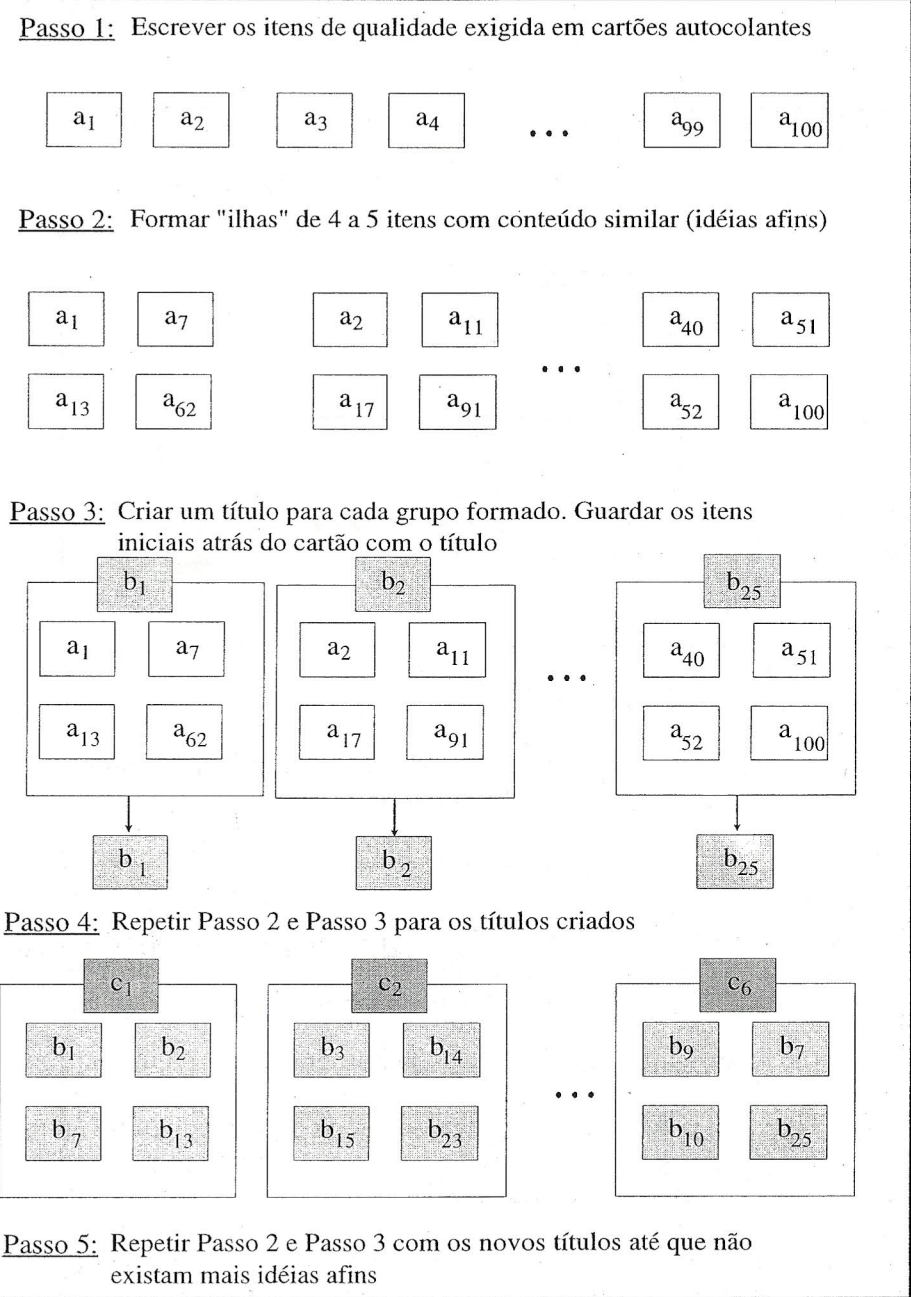 Passo 1: Escrever os itens de qualidade exigida em cartões autocolantes
a1 a2 a3 a4 ... a99 a100
Passo 2: Formar "ilhas" de 4 a 5 itens com conteúdo similar (idéias afins)
a1 a7 a2 a11 a40 a51
...
a13 a62 a17 a91 a52 a100
Passo 3: Criar um título para cada grupo formado. Guardar os itens
iniciais atrás do cartão com o título
b1 b2 b25
a1 a7 a2 a11 a40 a51
...
a13 a62 a17 a91 a52 a100
b1 b2 b25
Passo 4: Repetir Passo 2 e Passo 3 para os títulos criados
c1 c2 c6
b1 b2 b3 b14 b9 b7
...
b7 b13 b15 b23 b10 b25
Passo 5: Repetir Passo 2 e Passo 3 com os novos títulos até que não
existam mais idéias afins